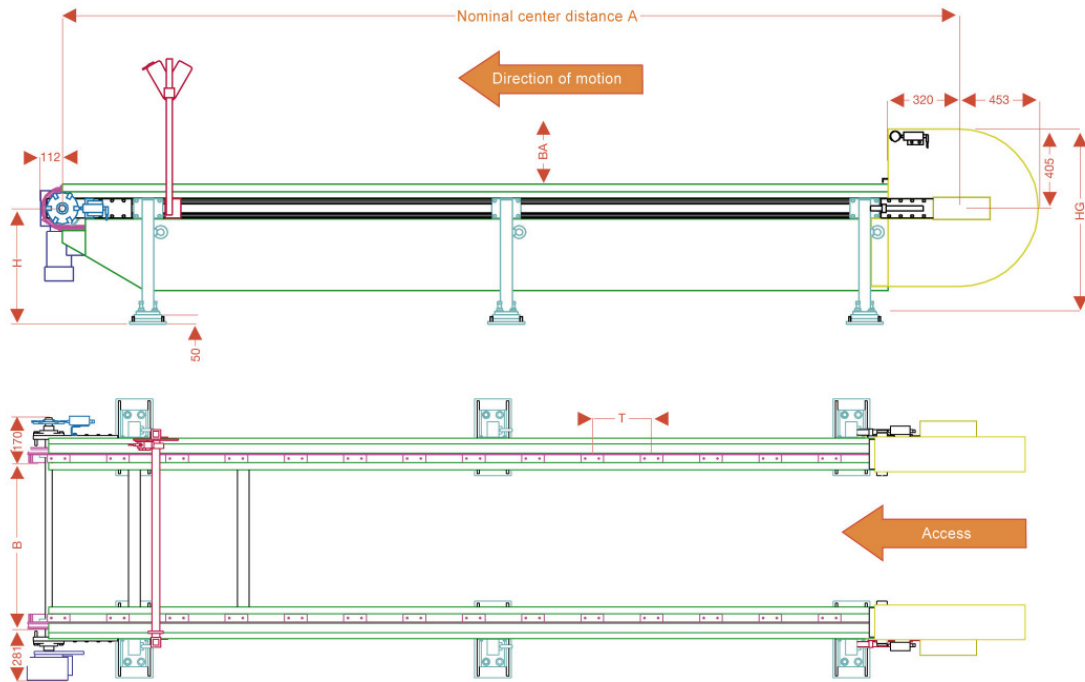 Nominal center distance A
Direction of motion
320
453
112
BA
405
HG
H
50
T
170
B
Access
281